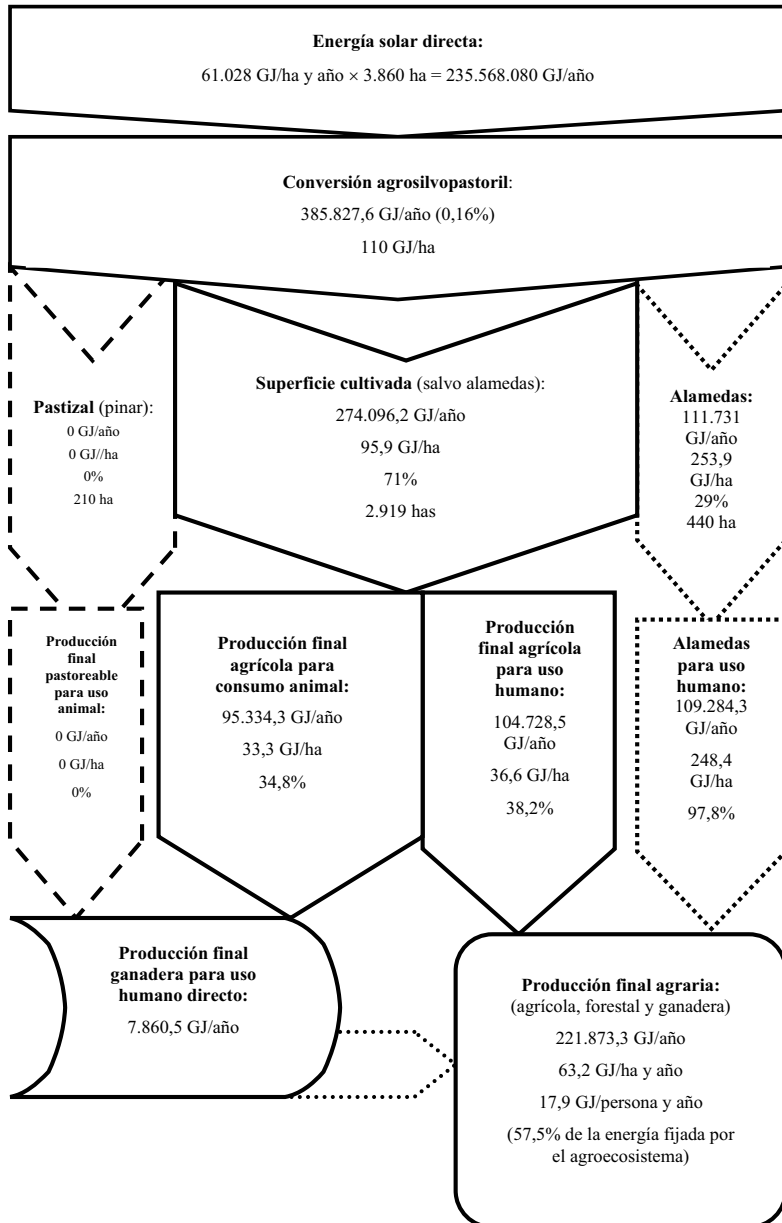 Energía solar directa:
61.028 GJ/ha y año × 3.860 ha = 235.568.080 GJ/año
Conversión agrosilvopastoril:
385.827,6 GJ/año (0,16%)
110 GJ/ha
Pastizal (pinar):
0 GJ/año
0 GJ//ha
0%
210 ha
Superficie cultivada (salvo alamedas):
274.096,2 GJ/año
95,9 GJ/ha
71%
2.919 has
Alamedas:
111.731
GJ/año
253,9
GJ/ha
29%
440 ha
Producción
final
pastoreable
para uso
animal:
0 GJ/año
0 GJ/ha
0%
Producción final
agrícola para
consumo animal:
95.334,3 GJ/año
33,3 GJ/ha
34,8%
Producción
final agrícola
para uso
humano:
104.728,5
GJ/año
36,6 GJ/ha
38,2%
Alamedas
para uso
humano:
109.284,3
GJ/año
248,4
GJ/ha
97,8%
Producción final
ganadera para uso
humano directo:
7.860,5 GJ/año
Producción final agraria:
(agrícola, forestal y ganadera)
221.873,3 GJ/año
63,2 GJ/ha y año
17,9 GJ/persona y año
(57,5% de la energía fijada por
el agroecosistema)